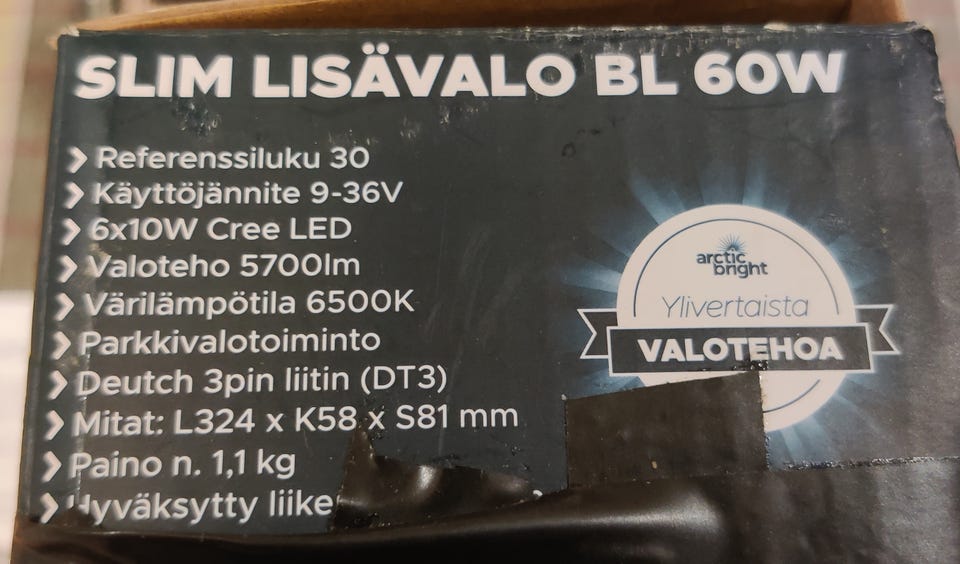 SLIM LISÄVALO BL 60W
Referenssiluku 30
Käyttöjännite 9-36V
6x10W Cree LED
Valoteho 5700lm
Värilämpötila 6500K
Parkkivalotoiminto
Deutch 3pin liitin (DT3)
Mitat: L324 x K58 x S81 mm
Paino n. 1,1 kg
Hyväksytty
arctic
bright
Ylivertaista
VALOTEHOA